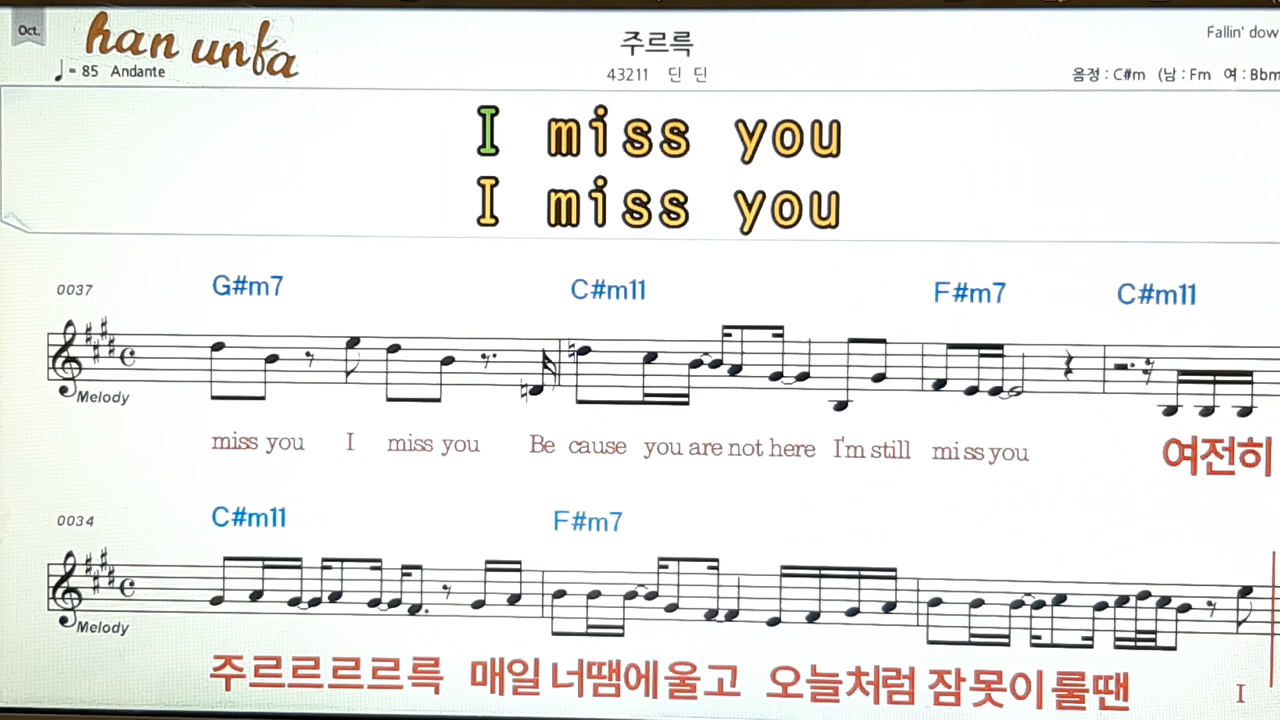 Oct.
han unfa
주르륵
Fallin' dow
= 85 Andante
43211 딘 딘
음정 : C#m (남 : Fm 여 : Bbm
I miss you
I miss you
0037
G#m7 C#m11 F#m7 C#m11
Melody
miss you I miss you Be cause you are not here I'm still miss you 여전히
0034
C#m11 F#m7
Melody
주르르르르륵 매일 너땜에 울고 오늘처럼 잠못이룰땐 I